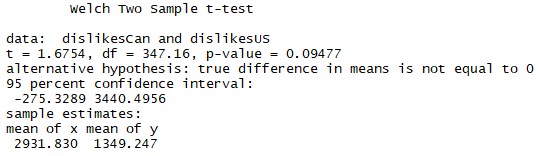 Welch Two Sample t-test
data:  dislikesCan and dislikesUS
t = 1.6754, df = 347.16, p-value = 0.09477
alternative hypothesis: true difference in means is not equal to 0
95 percent confidence interval:
 -275.3289 3440.4956
sample estimates:
mean of x mean of y
 2931.830  1349.247